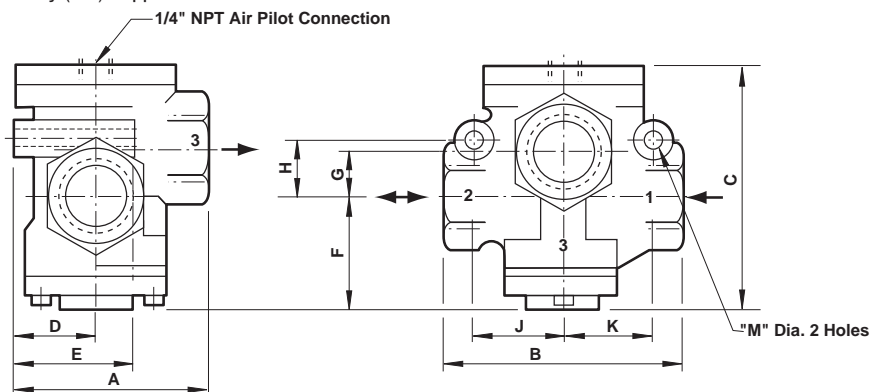 1/4" NPT Air Pilot Connection
3
H
G
F
D
E
A
2
1
3
C
J
K
B
"M" Dia. 2 Holes